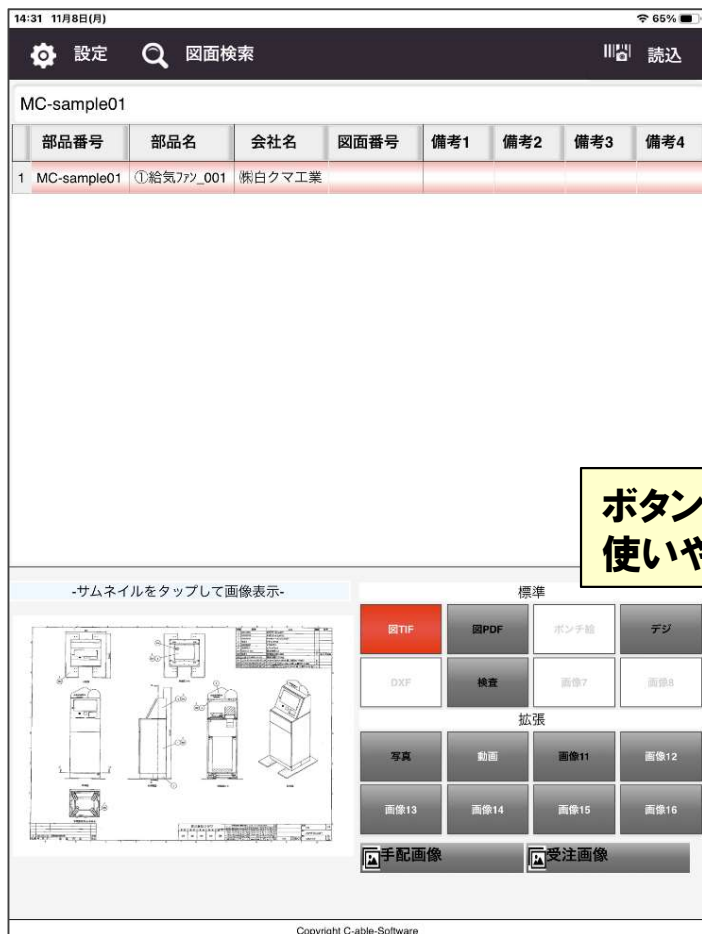 14:31 11月8日(月) 65%
設定 図面検索 読込
MC-sample01
部品番号 部品名 会社名 図面番号 備考1 備考2 備考3 備考4
1 MC-sample01 ①給気ﾌｧﾝ_001 ㈱白クマ工業
ボタン
使いや
-サムネイルをタップして画像表示-
標準
図TIF 図PDF ポンチ絵 デジ
DXF 検査 画像7 画像8
拡張
写真 動画 画像11 画像12
画像13 画像14 画像15 画像16
手配画像 受注画像
Copyright C-able-Software